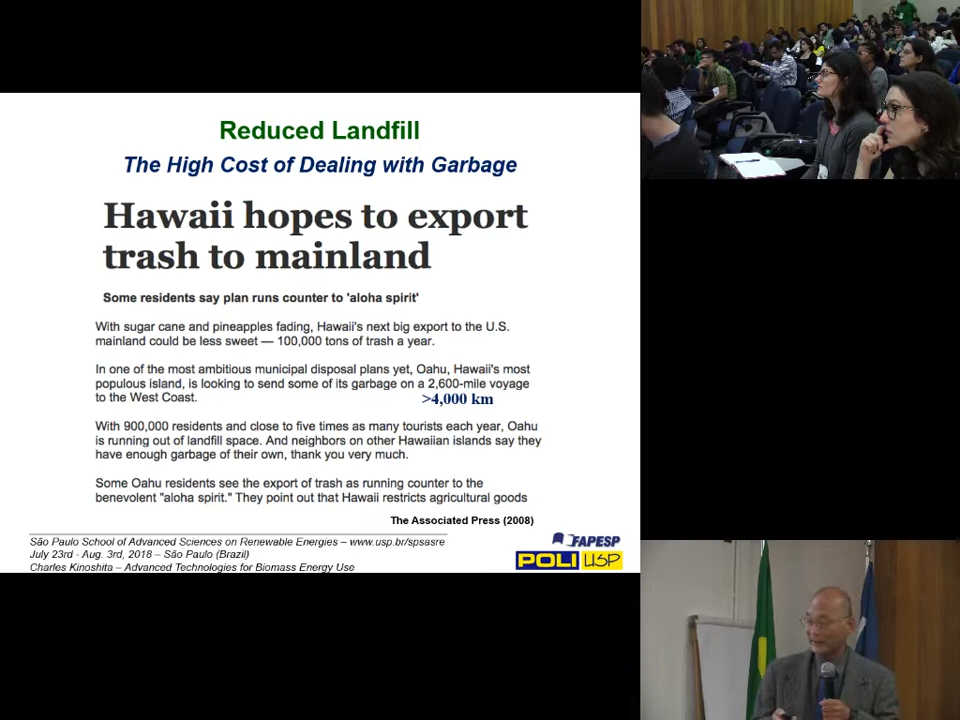 Reduced Landfill
The High Cost of Dealing with Garbage
Hawaii hopes to export
trash to mainland
Some residents say plan runs counter to 'aloha spirit'
With sugar cane and pineapples fading, Hawaii's next big export to the U.S.
mainland could be less sweet — 100,000 tons of trash a year.
In one of the most ambitious municipal disposal plans yet, Oahu, Hawaii's most
populous island, is looking to send some of its garbage on a 2,600-mile voyage
to the West Coast.
>4,000 km
With 900,000 residents and close to five times as many tourists each year, Oahu
is running out of landfill space. And neighbors on other Hawaiian islands say they
have enough garbage of their own, thank you very much.
Some Oahu residents see the export of trash as running counter to the
benevolent "aloha spirit." They point out that Hawaii restricts agricultural goods
The Associated Press (2008)
São Paulo School of Advanced Sciences on Renewable Energies – www.usp.br/spsasre
July 23rd - Aug. 3rd, 2018 – São Paulo (Brazil)
Charles Kinoshita – Advanced Technologies for Biomass Energy Use
FAPESP
POLI USP